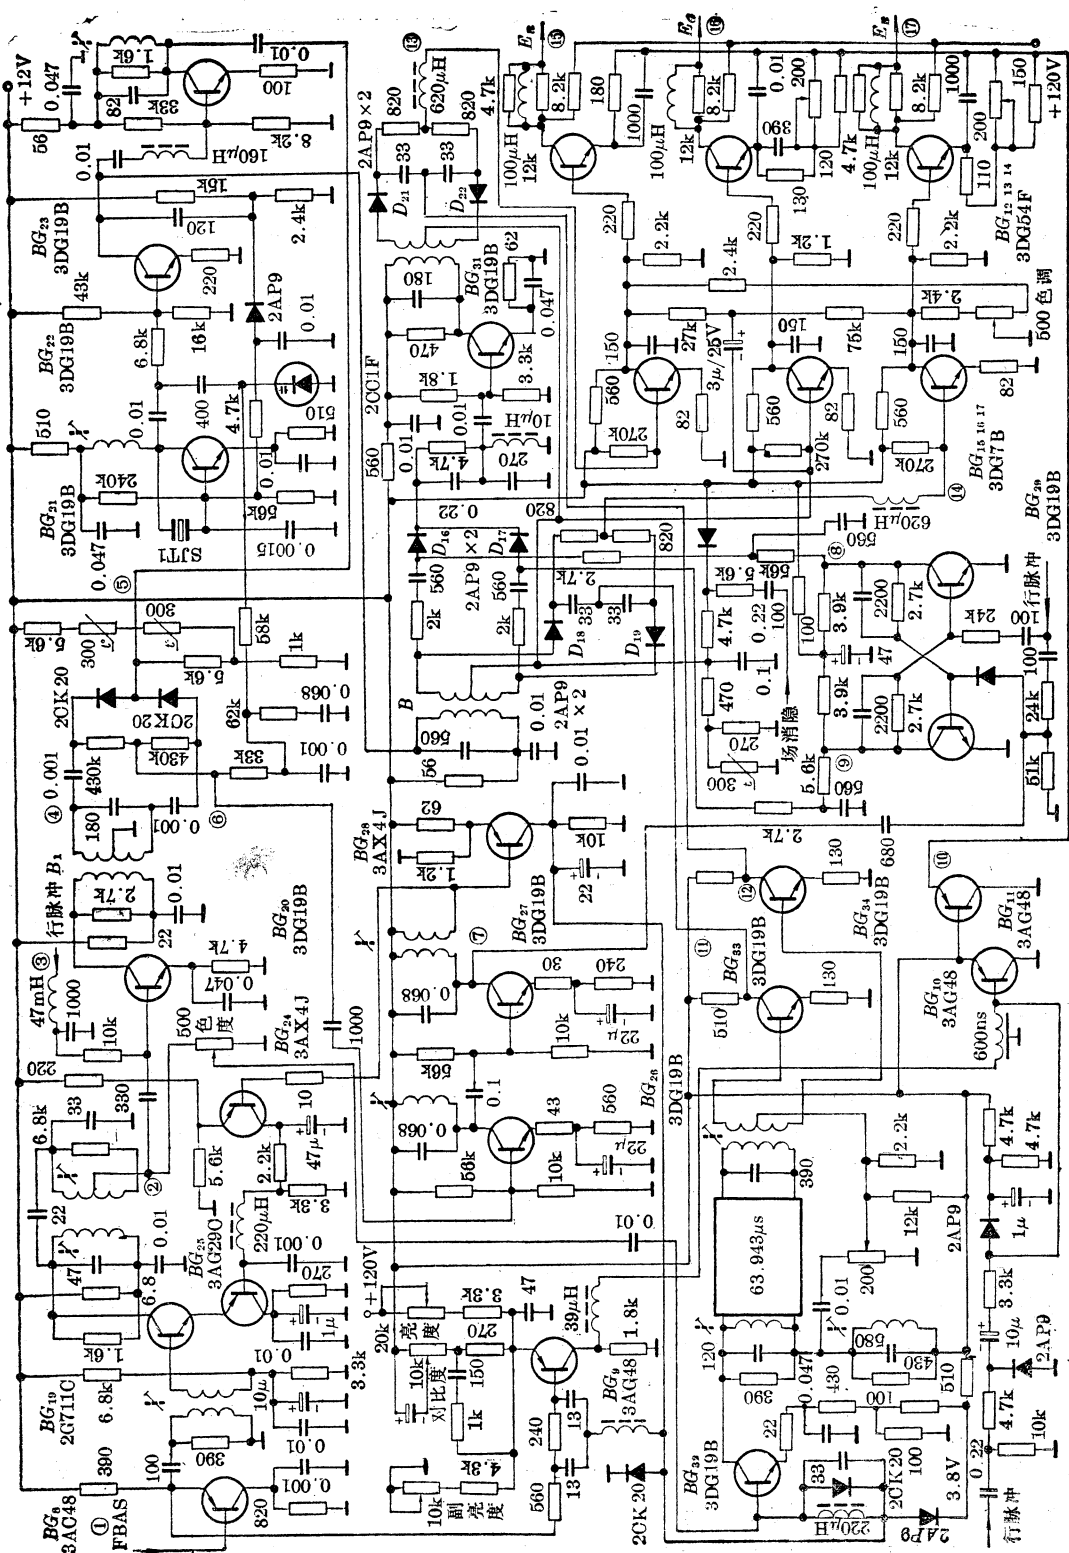 +12V
56
0.047
1.6k
82
33k
0.01
100
8.2k
0.01
160μH
BG₂₃
3DG19B
43k
15k
120
220
2.4k
BG₂₂
3DG19B
6.8k
16k
2AP9
0.01
510
0.01
400
4.7k
510
BG₂₁
3DG19B
240k
0.01
56k
0.047
SJT1
0.0015
⑤
5.6k
300
300
5.6k
1k
58k
2CK20
2CK20
62k
0.068
0.001
430k
430k
33k
0.001
④
180
0.001
⑥
行脉冲 B₁
2.7k
22
0.01
③
47mH
1000
10k
4.7k
0.047
BG₂₀
3DG19B
500
色度
BG₂₄
3AX4J
1000
220
33
330
6.8k
②
5.6k
10
47μ
2.2k
3.3k
22
47
6.8
0.01
BG₂₅
3AG29C
220μH
0.001
270
1μ
0.01
1.6k
BG₁₉
2G711C
6.8k
10μ
3.3k
390
100
390
0.01
0.001
BG₈
3AG48
①
FBAS
820
⑬
620μH
820
820
2AP9×2
33
33
D₂₁
D₂₂
180
BG₃₁
3DG19B
62
0.047
470
1.8k
3.3k
2CC1F
560
0.01
4.7k
0.01
10μH
270
0.22
820
D₁₆
D₁₇
560
2AP9×2
560
2k
2k
2.7k
820
33
33
D₁₈
D₁₉
B
560
56
0.01
2AP9×2
0.01
62
BG₂₈
3AX4J
1.2k
10k
22
BG₂₇
3DG19B
⑦
0.068
30
240
56k
10k
22μ
0.1
BG₂₆
3DG19B
0.068
43
560
56k
10k
22μ
0.01
+120V
20k
亮度
3.3k
47
10k
对比度
270
150
39μH
1.8k
1k
BG₉
3AG48
240
13
10k
副亮度
4.3k
560
13
2CK20
⑮
⑯
⑰
4.7k
8.2k
180
1000
100μH
12k
100μH
8.2k
12k
0.01
200
390
120
130
4.7k
8.2k
1000
100μH
12k
200
150
+120V
110
BG₁₂ ₁₃ ₁₄
3DG54F
220
2.2k
2.4k
220
1.2k
220
2.2k
2.4k
500 色调
150
27k
3μ/25V
150
75k
150
560
82
560
82
560
82
270k
270k
270k
BG₁₅ ₁₆ ₁₇
3DG7B
⑭
620μH
560
BG₂₉
3DG19B
⑧
56k
5.6k
100
0.22
100
4.7k
3.9k
2200
2.7k
24k
100
行脉冲
47
100
470
0.1
场消隐
3.9k
2200
2.7k
24k
270
300
⑨
5.6k
560
51k
2.7k
680
⑫
130
BG₃₄
3DG19B
⑪
BG₃₃
3DG19B
510
130
⑩
BG₁₁
3AG48
BG₁₀
3AG48
600ns
390
2.2k
4.7k
4.7k
63.943μs
12k
2AP9
1μ
200
0.01
3.3k
10μ
120
580
430
2AP9
390
0.047
430
100
510
4.7k
10k
BG₃₂
3DG19B
22
33
2CK20
100
3.8V
0.22
220μH
2AP9
行脉冲